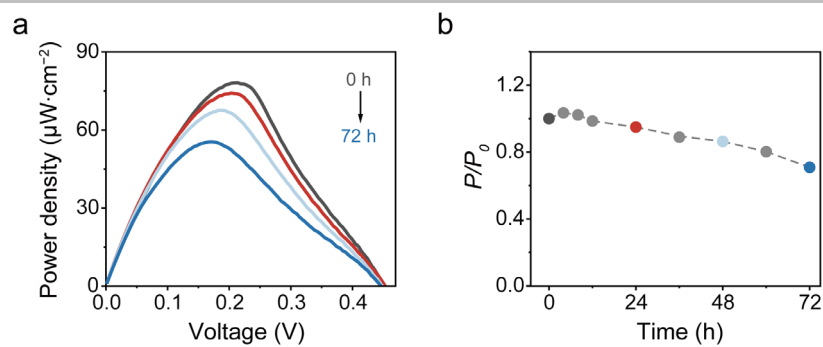 a
90
60
30
0
Power density (μW·cm⁻²)
0 h
72 h
0.0 0.1 0.2 0.3 0.4
Voltage (V)
b
1.2
0.8
0.4
0.0
P/P₀
0 24 48 72
Time (h)